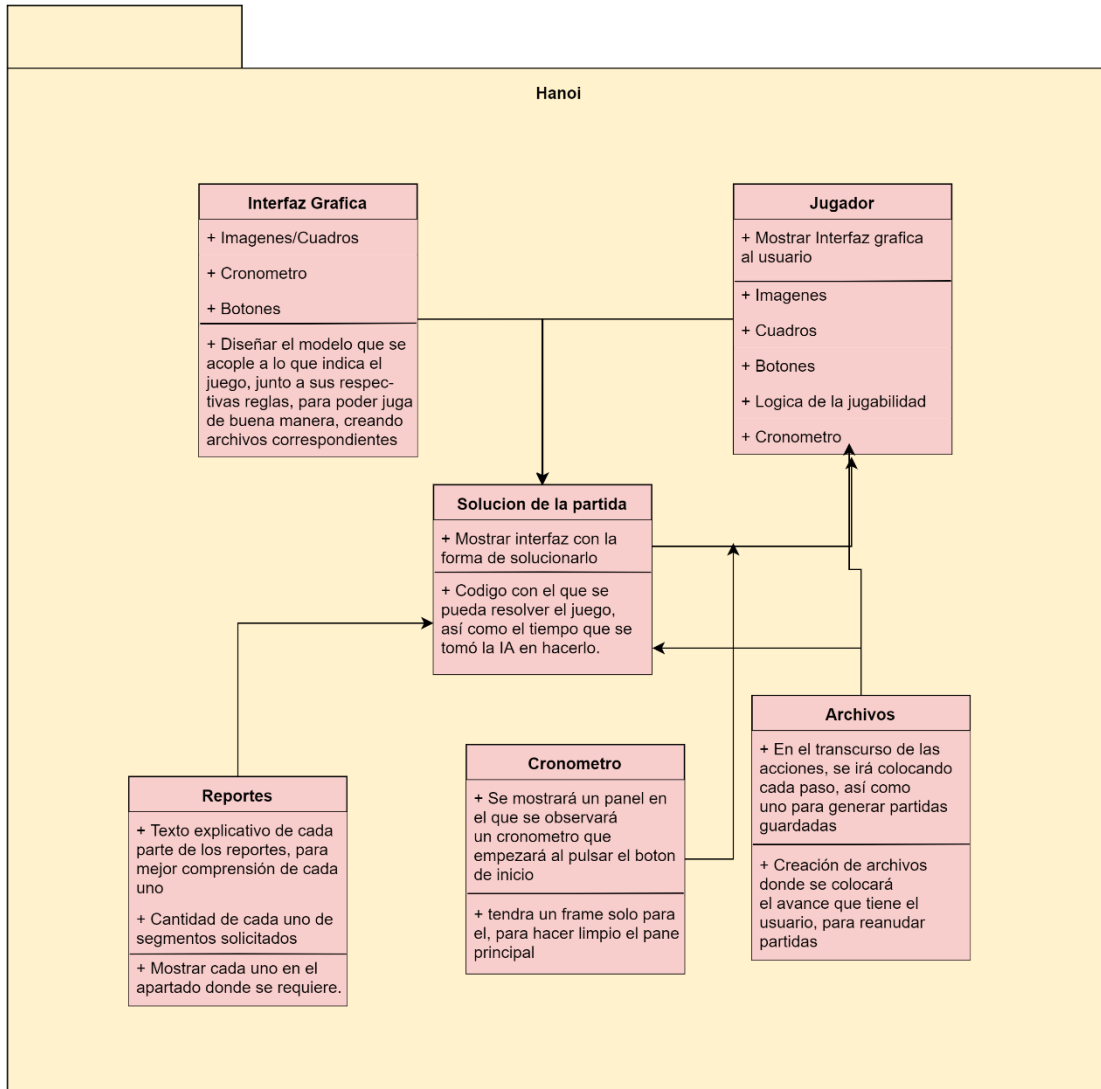 Hanoi
Interfaz Grafica
+ Imagenes/Cuadros
+ Cronometro
+ Botones
+ Diseñar el modelo que se
acople a lo que indica el
juego, junto a sus respec-
tivas reglas, para poder juga
de buena manera, creando
archivos correspondientes
Jugador
+ Mostrar Interfaz grafica
al usuario
+ Imagenes
+ Cuadros
+ Botones
+ Logica de la jugabilidad
+ Cronometro
Solucion de la partida
+ Mostrar interfaz con la
forma de solucionarlo
+ Codigo con el que se
pueda resolver el juego,
así como el tiempo que se
tomó la IA en hacerlo.
Reportes
+ Texto explicativo de cada
parte de los reportes, para
mejor comprensión de cada
uno
+ Cantidad de cada uno de
segmentos solicitados
+ Mostrar cada uno en el
apartado donde se requiere.
Cronometro
+ Se mostrará un panel en
el que se observará
un cronometro que
empezará al pulsar el boton
de inicio
+ tendra un frame solo para
el, para hacer limpio el pane
principal
Archivos
+ En el transcurso de las
acciones, se irá colocando
cada paso, así como
uno para generar partidas
guardadas
+ Creación de archivos
donde se colocará
el avance que tiene el
usuario, para reanudar
partidas